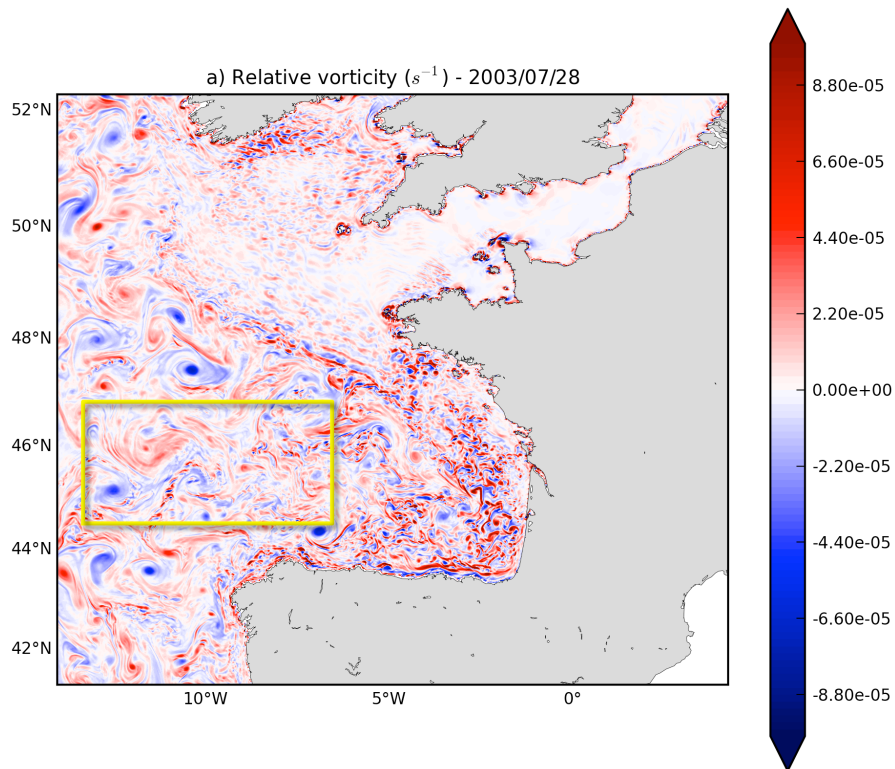 a) Relative vorticity (s⁻¹) - 2003/07/28
52°N
50°N
48°N
46°N
44°N
42°N
10°W 5°W 0°
8.80e-05
6.60e-05
4.40e-05
2.20e-05
0.00e+00
-2.20e-05
-4.40e-05
-6.60e-05
-8.80e-05